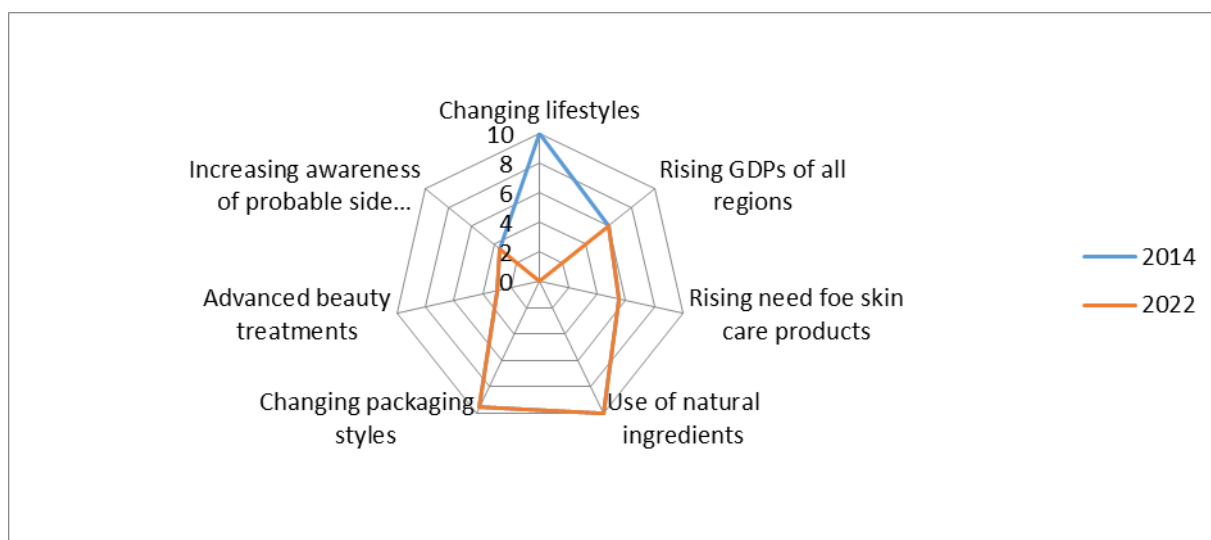 Changing lifestyles
10
8
6
4
2
0
Rising GDPs of all
regions
Rising need foe skin
care products
Use of natural
ingredients
Changing packaging
styles
Advanced beauty
treatments
Increasing awareness
of probable side...
2014
2022